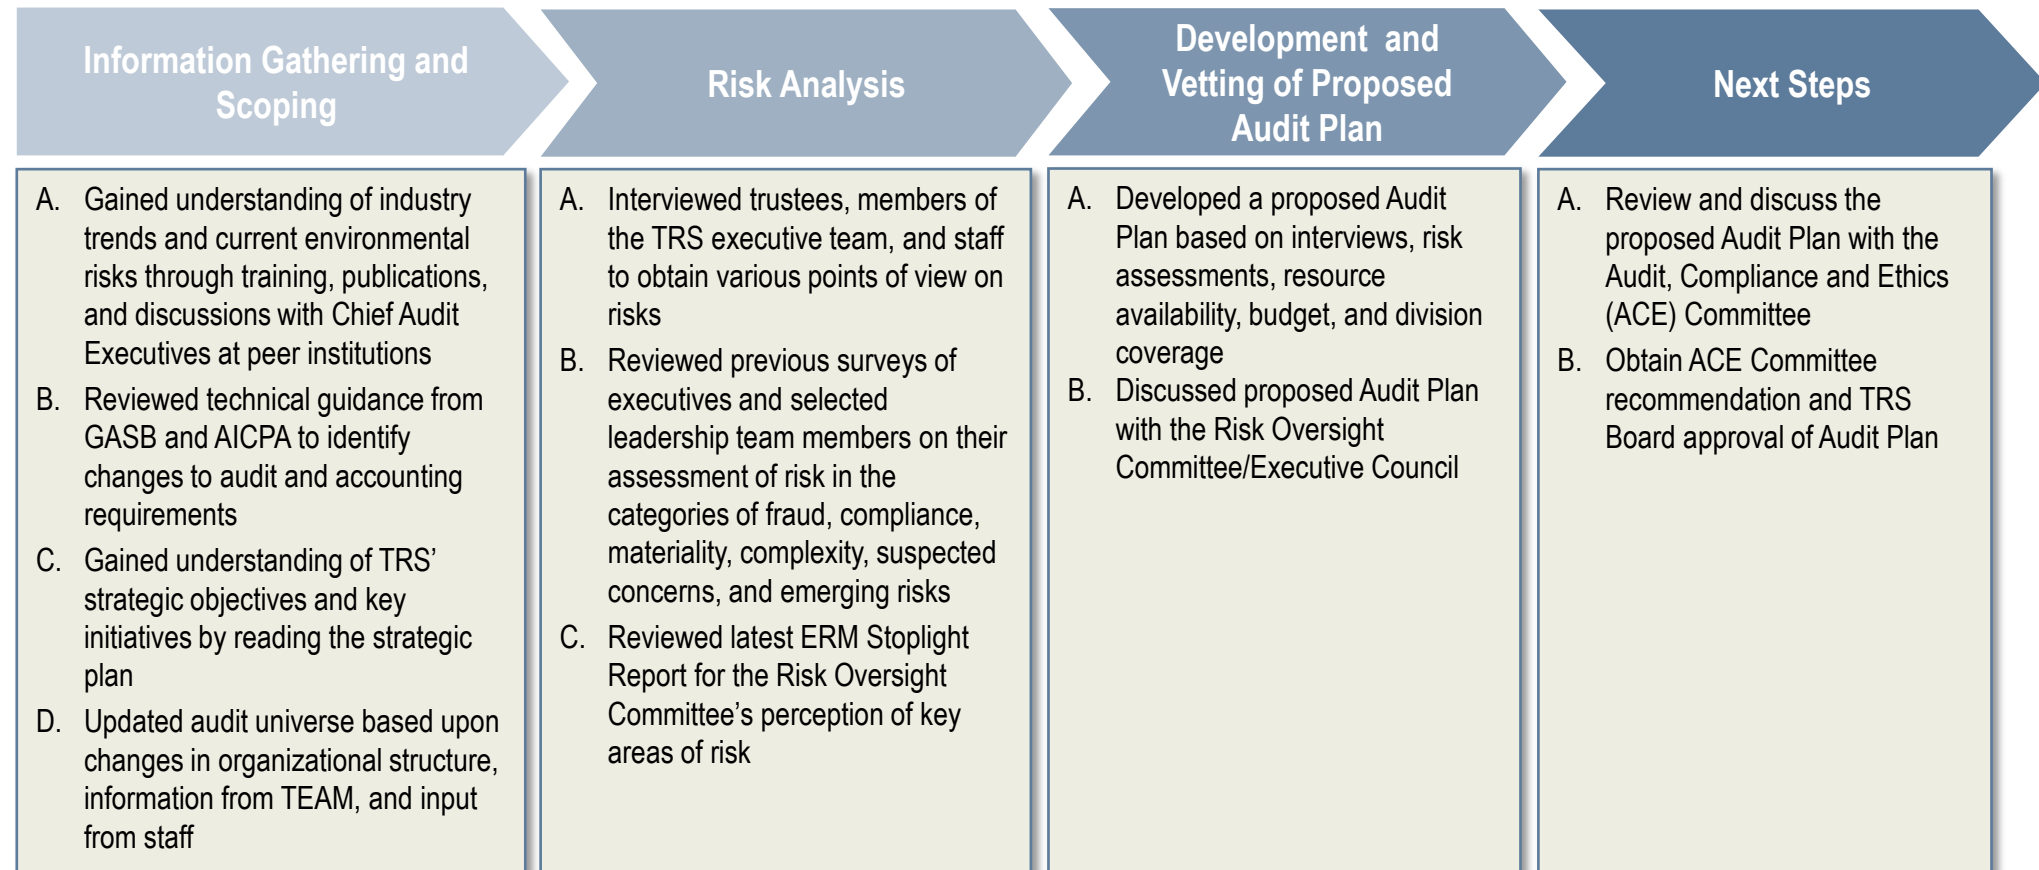 Information Gathering and
Scoping
Risk Analysis
Development and
Vetting of Proposed
Audit Plan
Next Steps
A. Gained understanding of industry
trends and current environmental
risks through training, publications,
and discussions with Chief Audit
Executives at peer institutions
B. Reviewed technical guidance from
GASB and AICPA to identify
changes to audit and accounting
requirements
C. Gained understanding of TRS’
strategic objectives and key
initiatives by reading the strategic
plan
D. Updated audit universe based upon
changes in organizational structure,
information from TEAM, and input
from staff
A. Interviewed trustees, members of
the TRS executive team, and staff
to obtain various points of view on
risks
B. Reviewed previous surveys of
executives and selected
leadership team members on their
assessment of risk in the
categories of fraud, compliance,
materiality, complexity, suspected
concerns, and emerging risks
C. Reviewed latest ERM Stoplight
Report for the Risk Oversight
Committee’s perception of key
areas of risk
A. Developed a proposed Audit
Plan based on interviews, risk
assessments, resource
availability, budget, and division
coverage
B. Discussed proposed Audit Plan
with the Risk Oversight
Committee/Executive Council
A. Review and discuss the
proposed Audit Plan with the
Audit, Compliance and Ethics
(ACE) Committee
B. Obtain ACE Committee
recommendation and TRS
Board approval of Audit Plan